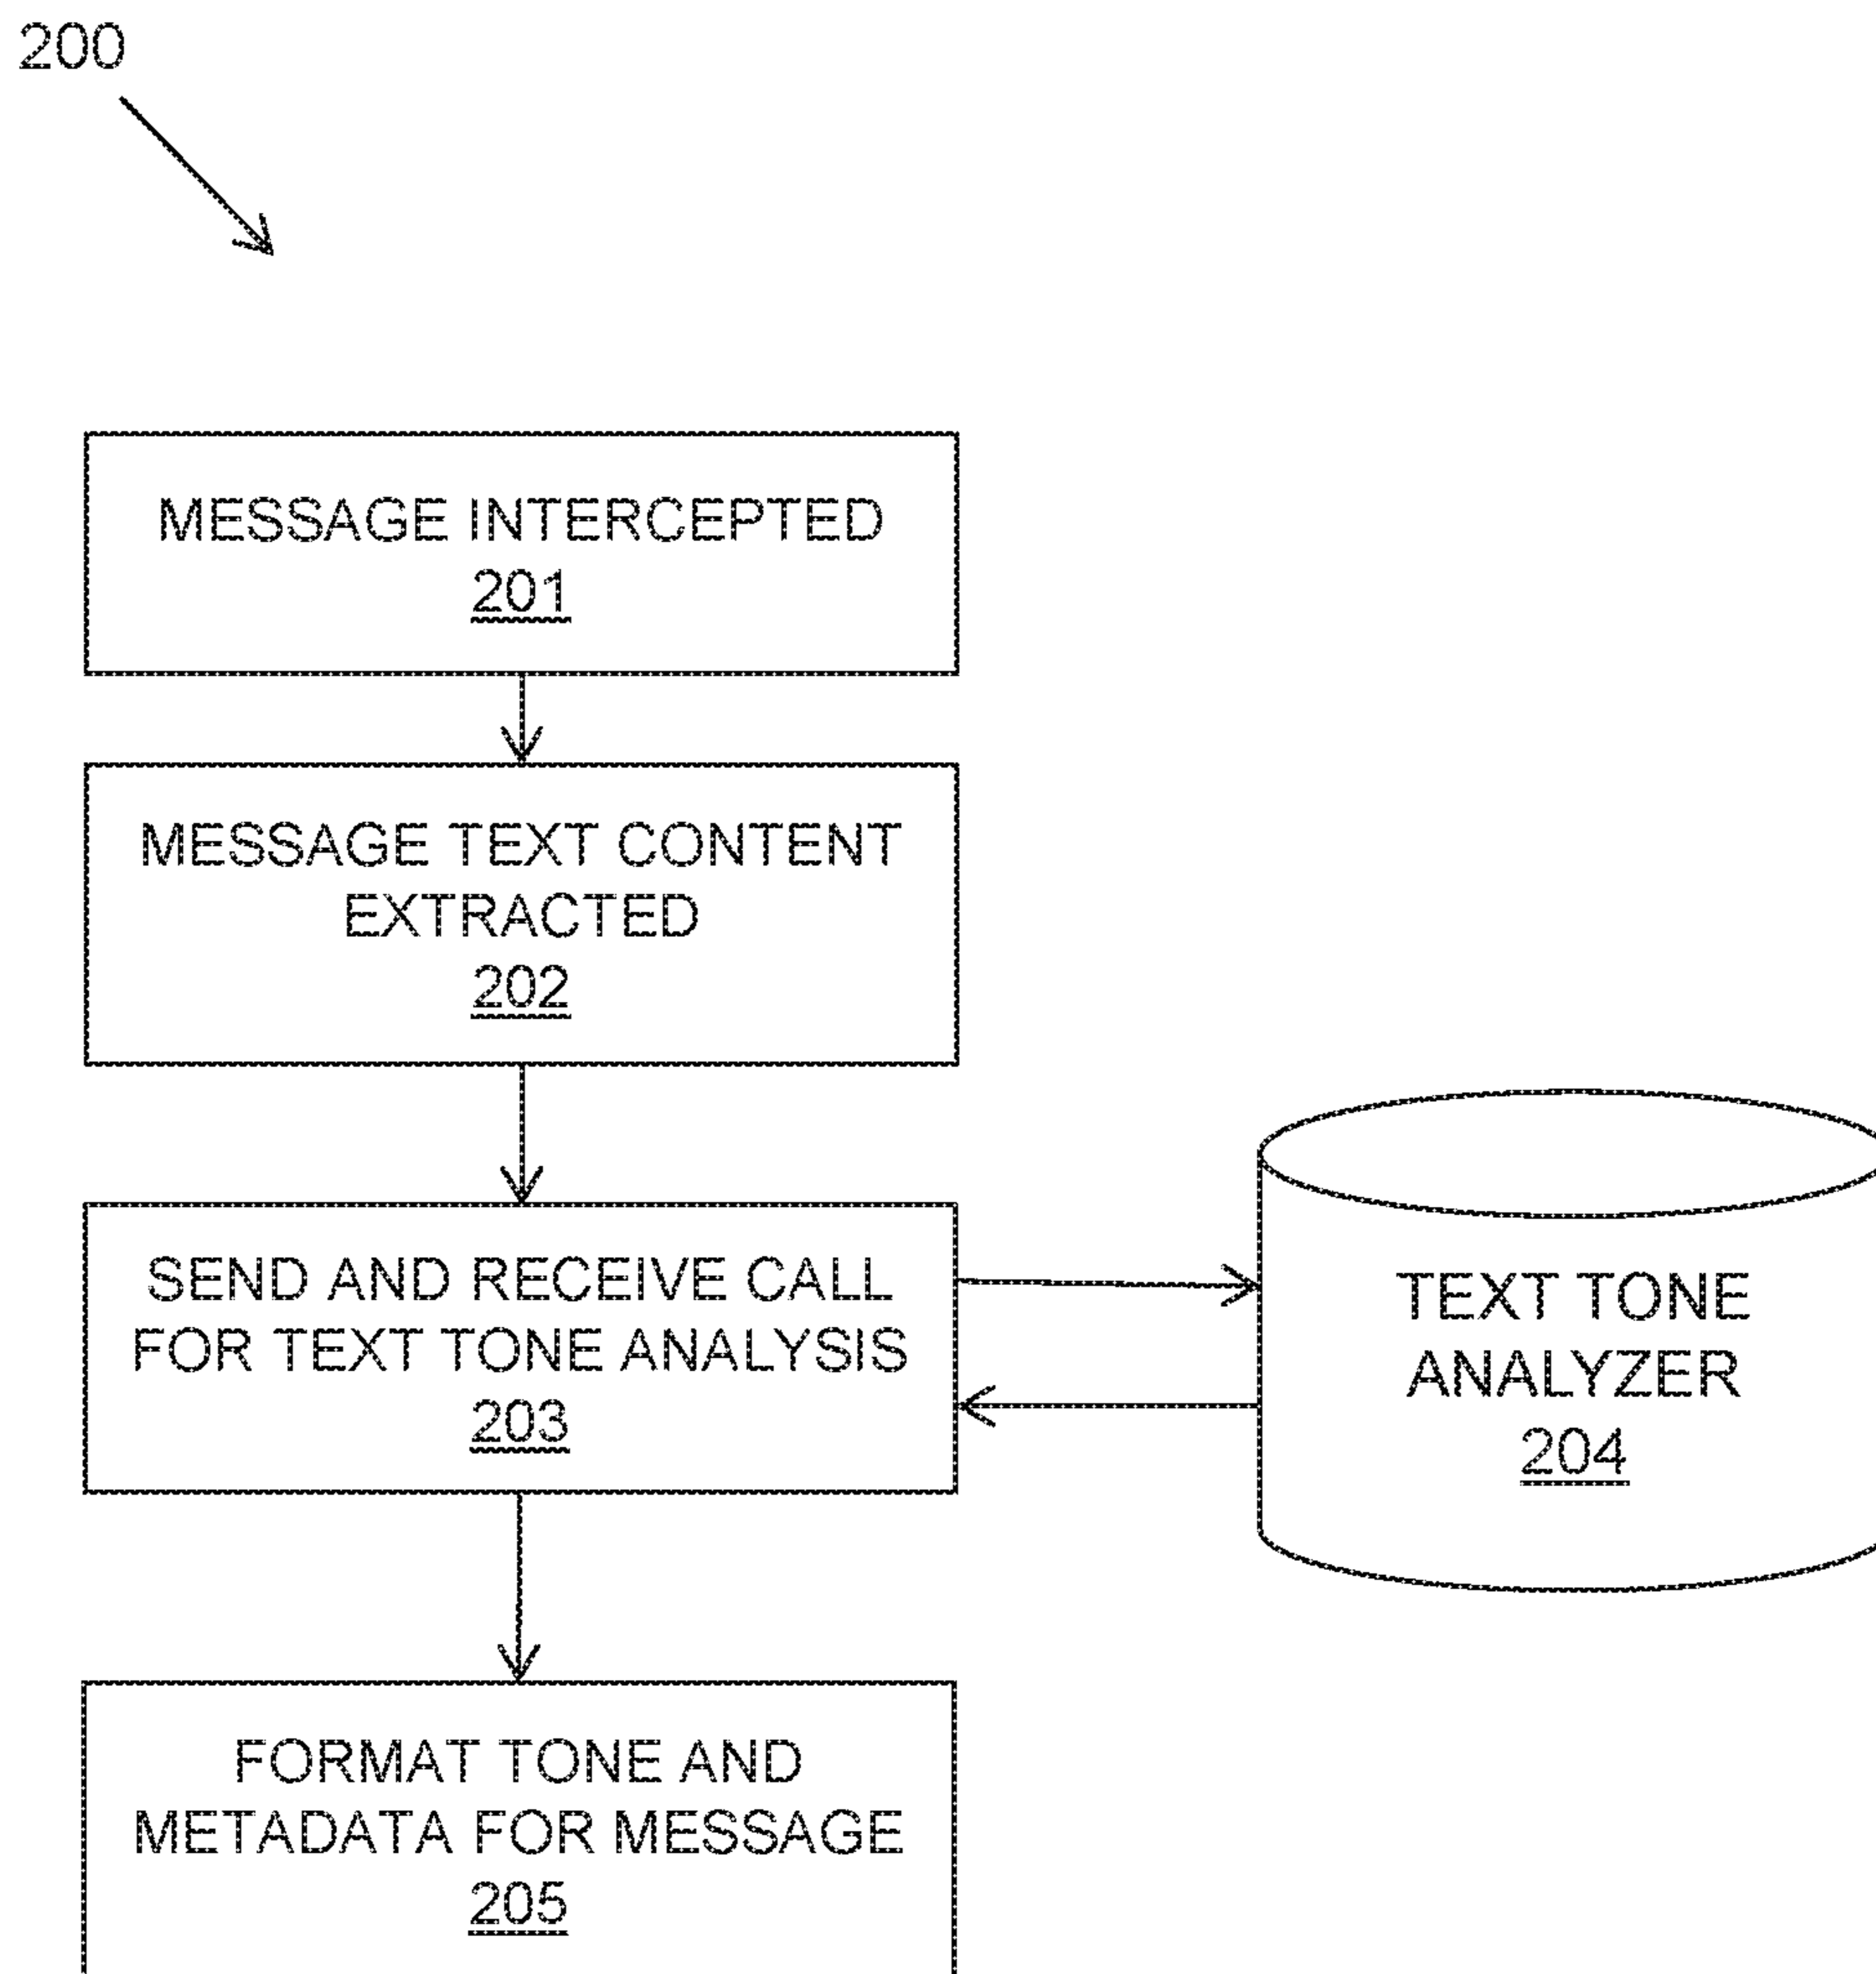 200
MESSAGE INTERCEPTED
201
MESSAGE TEXT CONTENT
EXTRACTED
202
SEND AND RECEIVE CALL
FOR TEXT TONE ANALYSIS
203
TEXT TONE
ANALYZER
204
FORMAT TONE AND
METADATA FOR MESSAGE
205